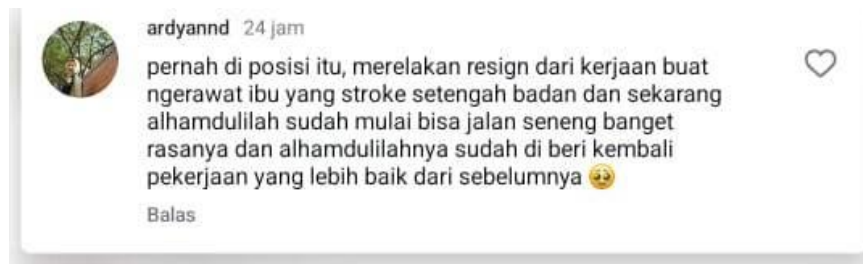 ardyannd 24 jam
pernah di posisi itu, merelakan resign dari kerjaan buat
ngerawat ibu yang stroke setengah badan dan sekarang
alhamdulilah sudah mulai bisa jalan seneng banget
rasanya dan alhamdulilahnya sudah di beri kembali
pekerjaan yang lebih baik dari sebelumnya 🥹
Balas